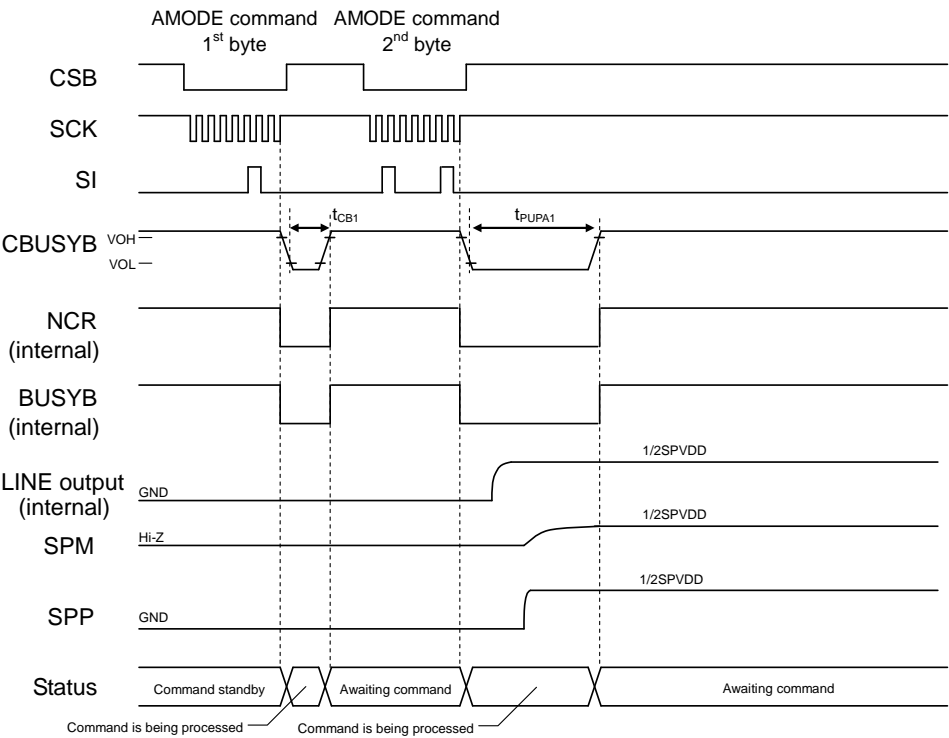 AMODE command AMODE command
1st byte 2nd byte
CSB
SCK
SI
tCB1 tPUPA1
CBUSYB VOH
VOL
NCR
(internal)
BUSYB
(internal)
1/2SPVDD
LINE output
(internal)
GND
1/2SPVDD
SPM Hi-Z
1/2SPVDD
SPP GND
Status Command standby Awaiting command Awaiting command
Command is being processed Command is being processed